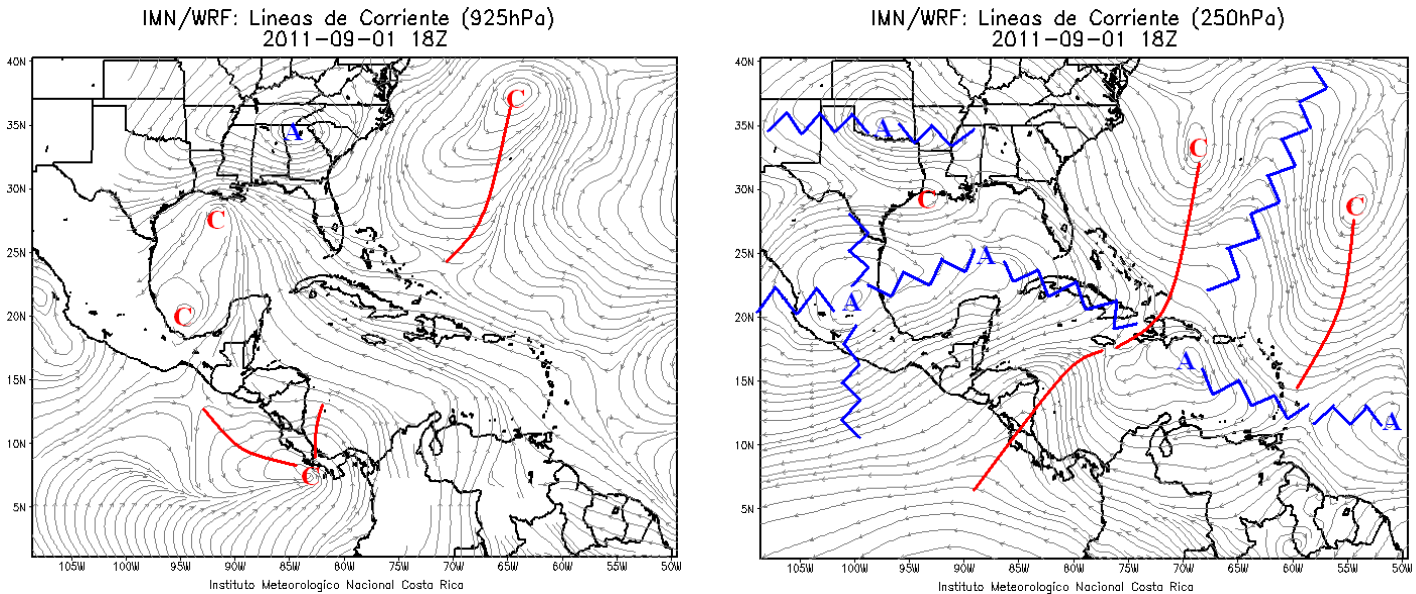 IMN/WRF: Lineas de Corriente (925hPa)
2011-09-01 18Z
40N
35N
30N
25N
20N
15N
10N
5N
105W 100W 95W 90W 85W 80W 75W 70W 65W 60W 55W 50W
C
A
C
C
C
Instituto Meteorologico Nacional Costa Rica
IMN/WRF: Lineas de Corriente (250hPa)
2011-09-01 18Z
40N
35N
30N
25N
20N
15N
10N
5N
105W 100W 95W 90W 85W 80W 75W 70W 65W 60W 55W 50W
A
C
C
C
A
A
A
A
Instituto Meteorologico Nacional Costa Rica